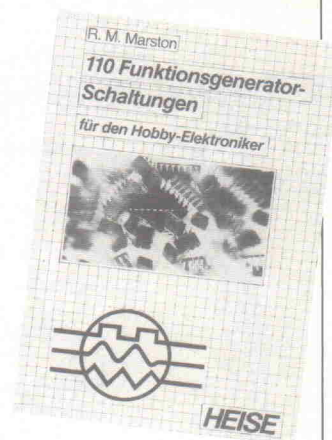 R. M. Marston
110 Funktionsgenerator-
Schaltungen
für den Hobby-Elektroniker
HEISE